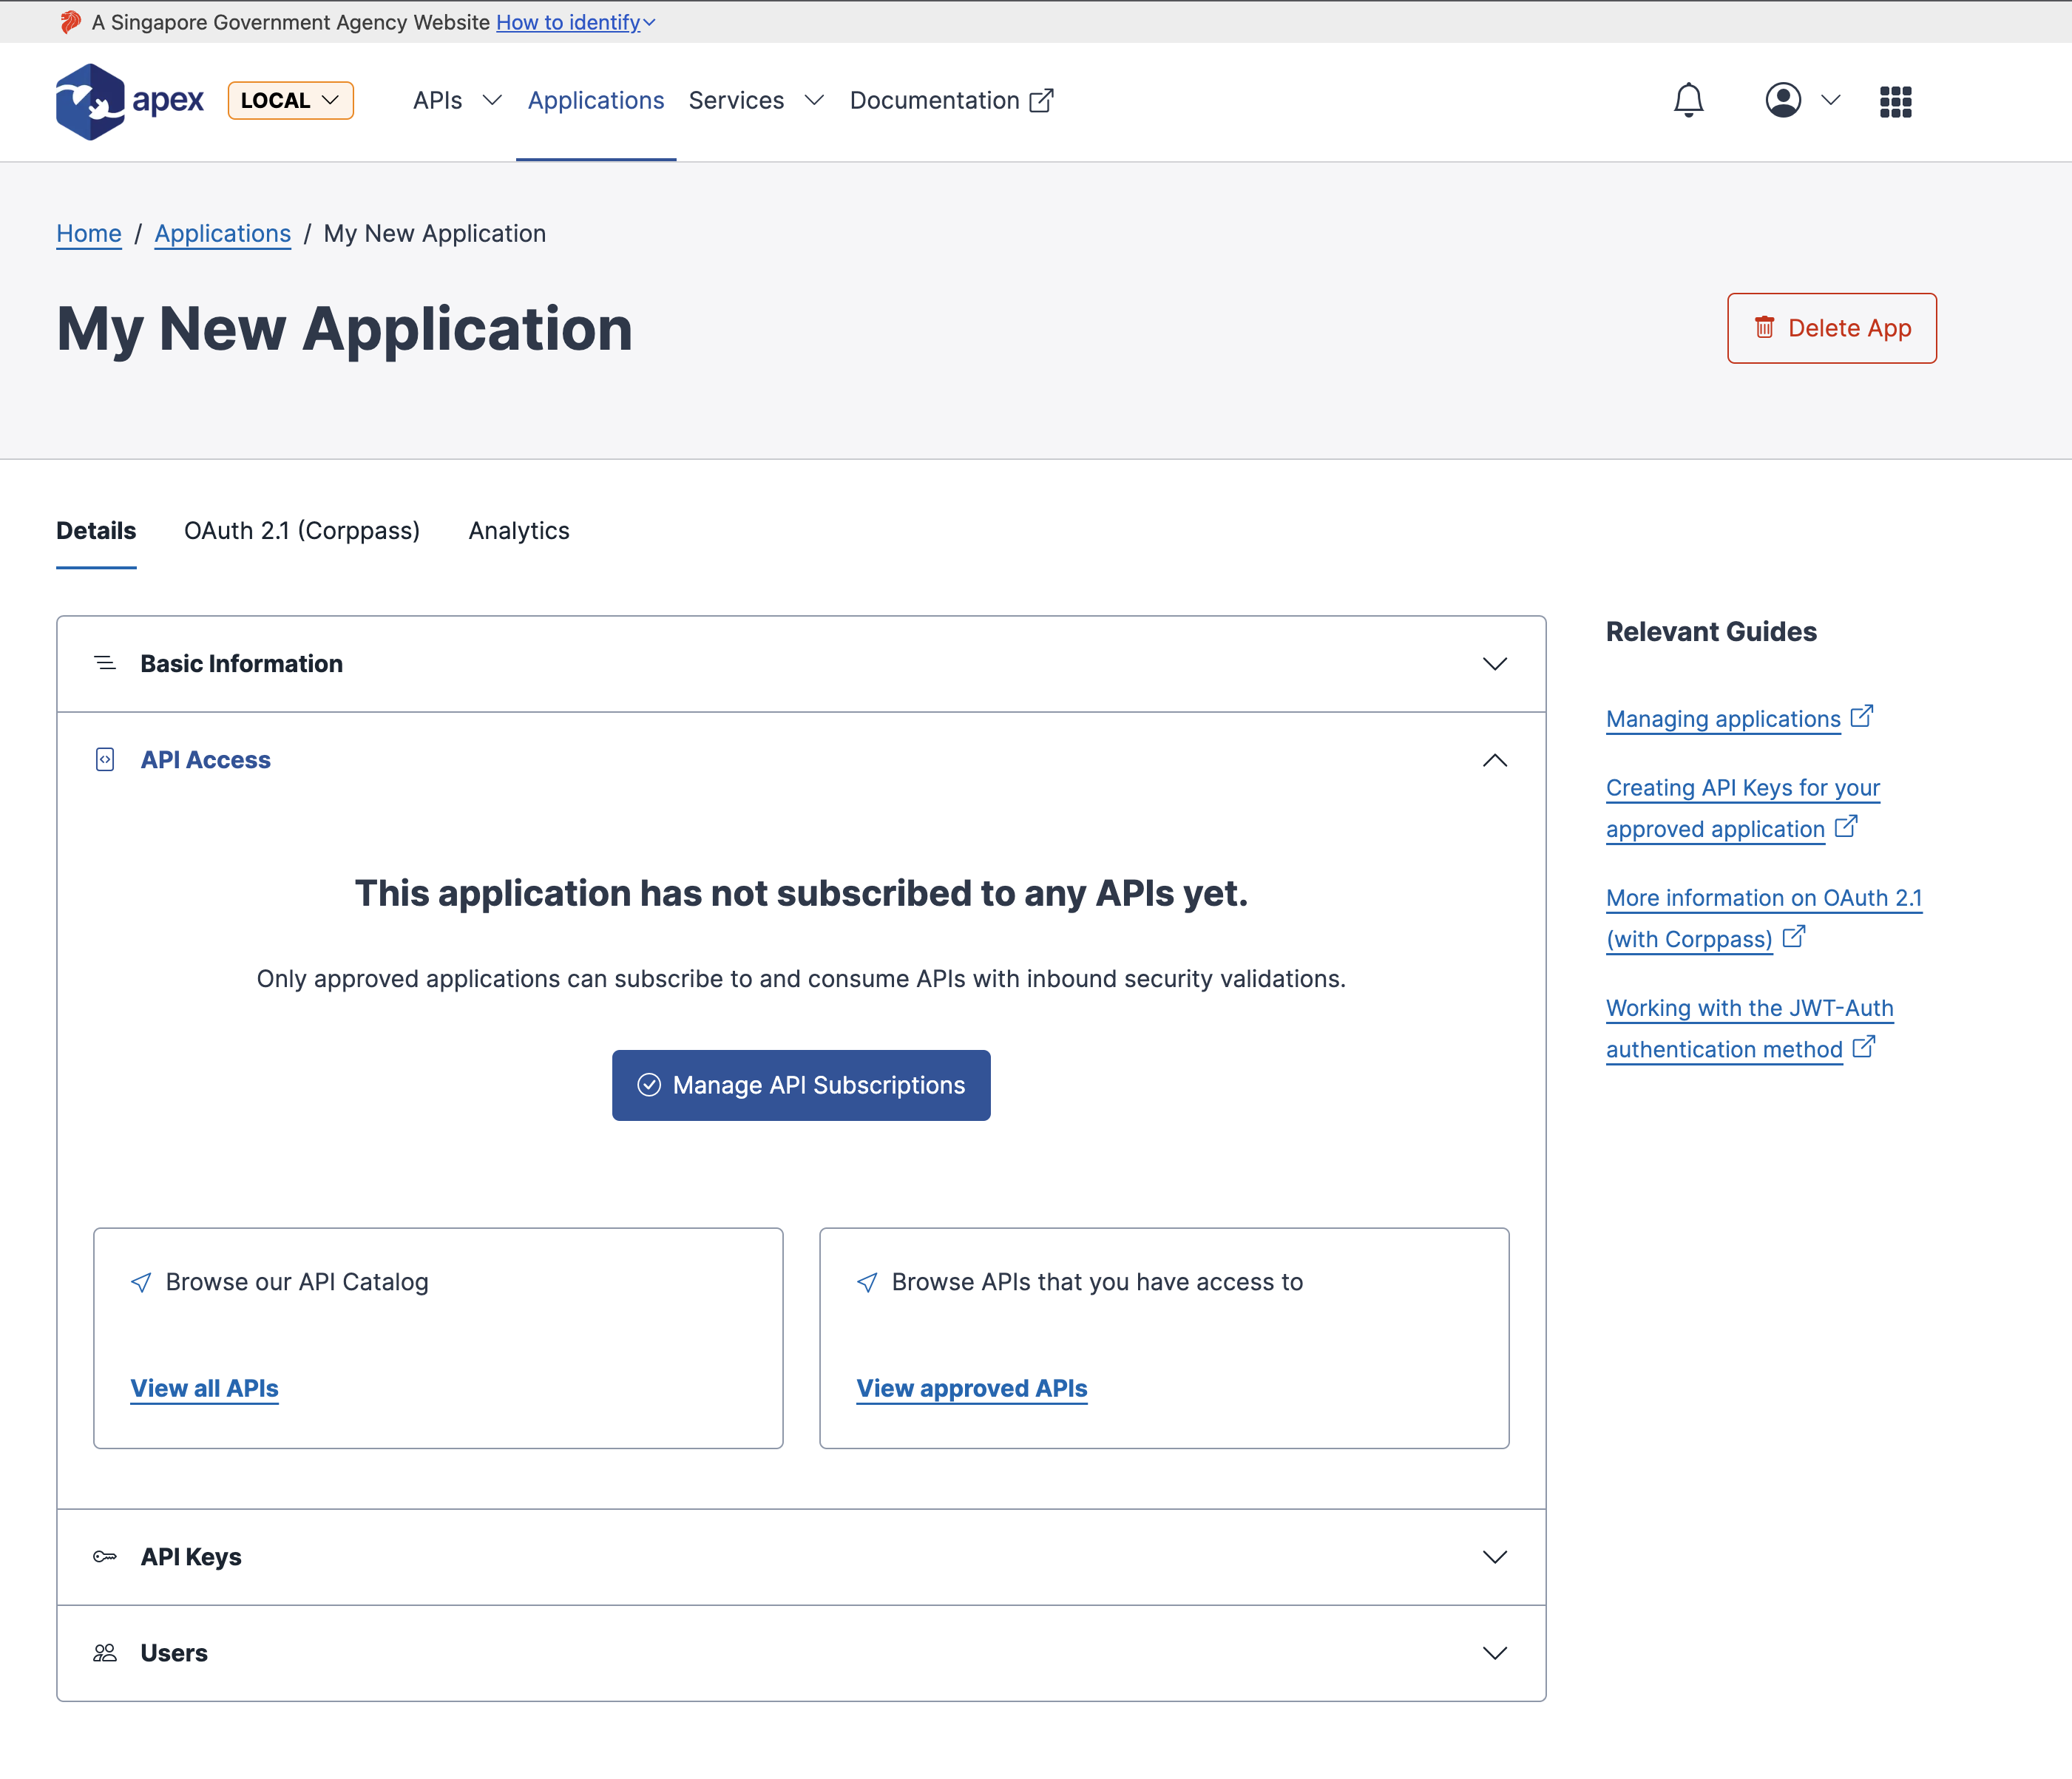 A Singapore Government Agency Website How to identify
apex LOCAL APIs Applications Services Documentation
Home / Applications / My New Application
My New Application
Delete App
Details OAuth 2.1 (Corppass) Analytics
Basic Information
API Access
This application has not subscribed to any APIs yet.
Only approved applications can subscribe to and consume APIs with inbound security validations.
Manage API Subscriptions
Browse our API Catalog
View all APIs
Browse APIs that you have access to
View approved APIs
API Keys
Users
Relevant Guides
Managing applications
Creating API Keys for your
approved application
More information on OAuth 2.1
(with Corppass)
Working with the JWT-Auth
authentication method